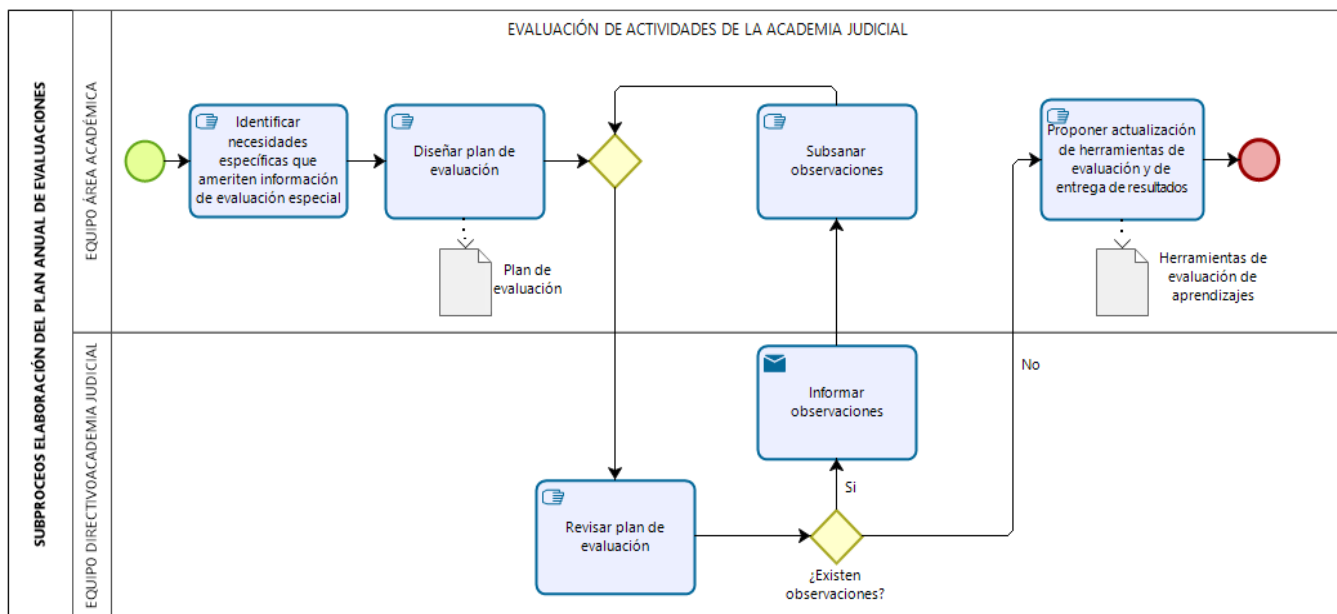 EVALUACIÓN DE ACTIVIDADES DE LA ACADEMIA JUDICIAL
SUBPROCEOS ELABORACIÓN DEL PLAN ANUAL DE EVALUACIONES
EQUIPO ÁREA ACADÉMICA
Identificar
necesidades
específicas que
ameriten información
de evaluación especial
Diseñar plan de
evaluación
Plan de
evaluación
Subsanar
observaciones
Proponer actualización
de herramientas de
evaluación y de
entrega de resultados
Herramientas de
evaluación de
aprendizajes
EQUIPO DIRECTIVOACADEMIA JUDICIAL
Informar
observaciones
No
Si
Revisar plan de
evaluación
¿Existen
observaciones?